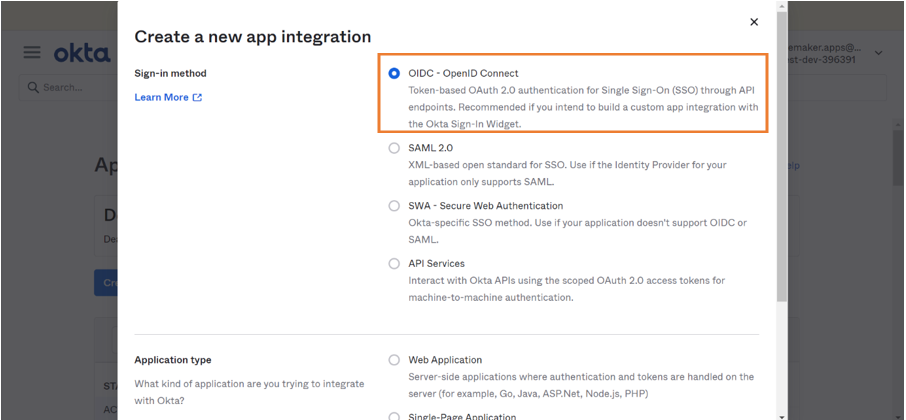 Create a new app integration
okta
emaker.apps@...
ust-dev-396391
Sign-in method
Learn More
OIDC - OpenID Connect
Token-based OAuth 2.0 authentication for Single Sign-On (SSO) through API
endpoints. Recommended if you intend to build a custom app integration with
the Okta Sign-In Widget.
Search...
SAML 2.0
XML-based open standard for SSO. Use if the Identity Provider for your
application only supports SAML.
SWA - Secure Web Authentication
Okta-specific SSO method. Use if your application doesn't support OIDC or
SAML.
API Services
Interact with Okta APIs using the scoped OAuth 2.0 access tokens for
machine-to-machine authentication.
Application type
What kind of application are you trying to integrate
with Okta?
Web Application
Server-side applications where authentication and tokens are handled on the
server (for example, Go, Java, ASP.Net, Node.js, PHP)
Single-Page Application